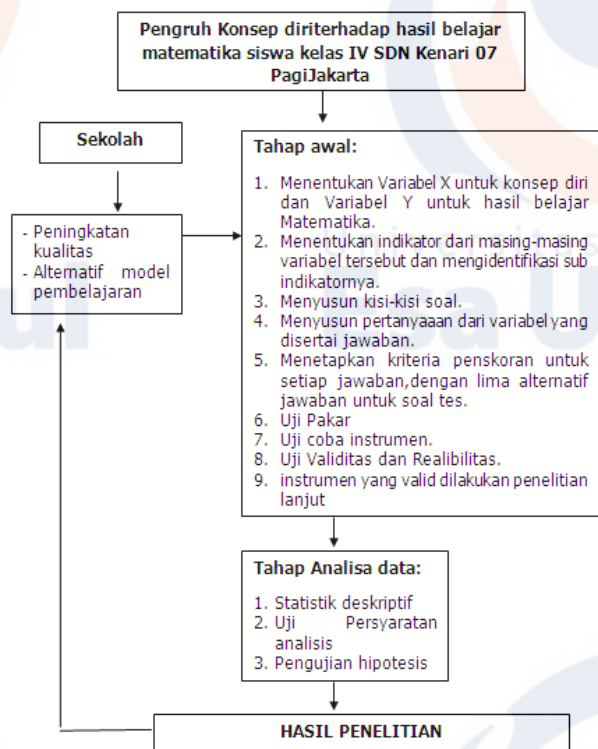 Pengruh Konsep diriterhadap hasil belajar
matematika siswa kelas IV SDN Kenari 07
PagiJakarta
Sekolah
- Peningkatan
kualitas
- Alternatif model
pembelajaran
Tahap awal:
1. Menentukan Variabel X untuk konsep diri
dan Variabel Y untuk hasil belajar
Matematika.
2. Menentukan indikator dari masing-masing
variabel tersebut dan mengidentifikasi sub
indikatornya.
3. Menyusun kisi-kisi soal.
4. Menyusun pertanyaaan dari variabel yang
disertai jawaban.
5. Menetapkan kriteria penskoran untuk
setiap jawaban,dengan lima alternatif
jawaban untuk soal tes.
6. Uji Pakar
7. Uji coba instrumen.
8. Uji Validitas dan Realibilitas.
9. instrumen yang valid dilakukan penelitian
lanjut
Tahap Analisa data:
1. Statistik deskriptif
2. Uji Persyaratan
analisis
3. Pengujian hipotesis
HASIL PENELITIAN